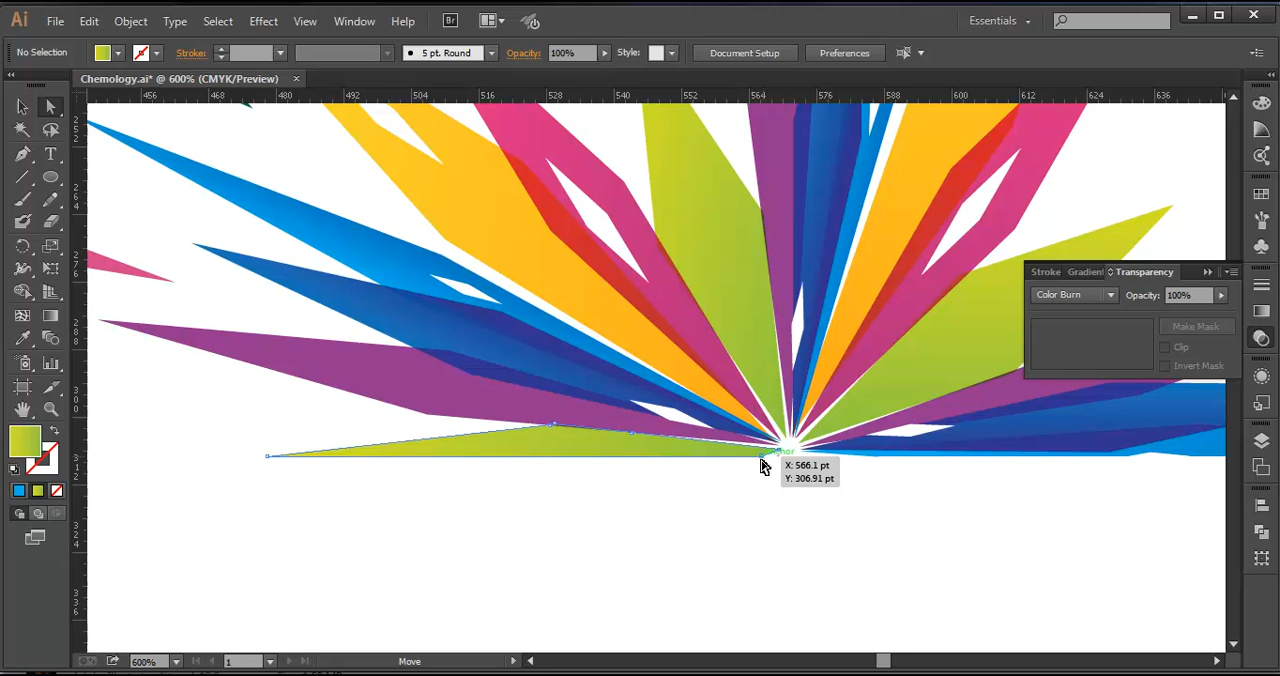 Ai File Edit Object Type Select Effect View Window Help Br Essentials
No Selection Stroke: 5 pt. Round Opacity: 100% Style: Document Setup Preferences
Chemology.ai* @ 600% (CMYK/Preview)
456 468 480 492 504 516 528 540 552 564 576 588 600 612 624 636
Stroke Gradient Transparency
Color Burn Opacity: 100%
Make Mask
Clip
Invert Mask
X: 566.1 pt
Y: 306.91 pt
600% 1 Move